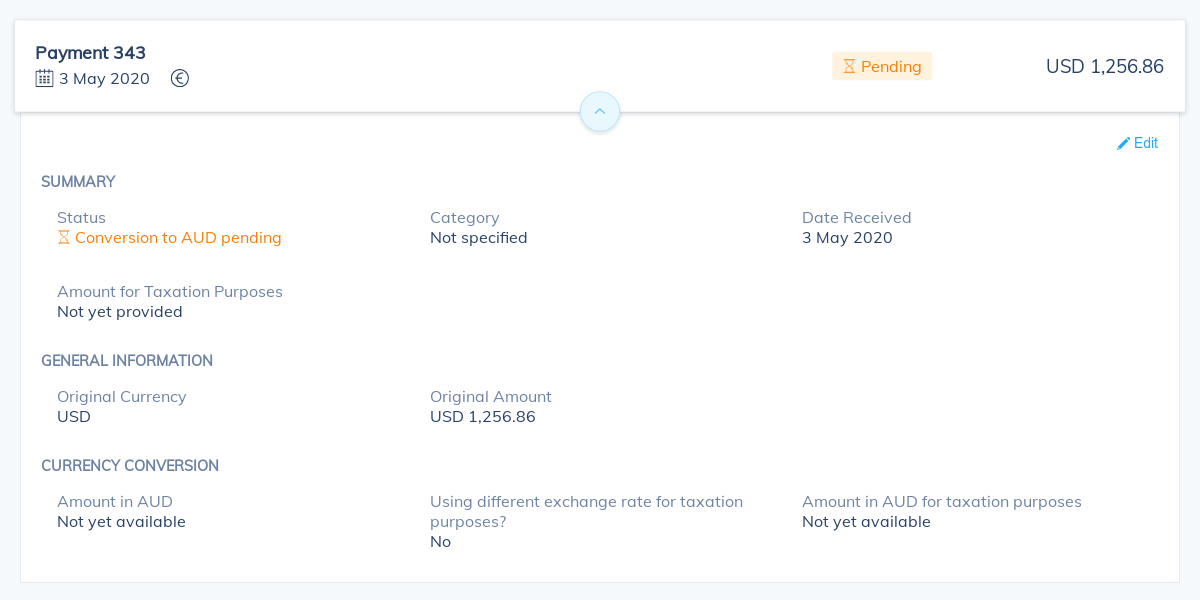 Payment 343
3 May 2020
Pending
USD 1,256.86
Edit
SUMMARY
Status
Conversion to AUD pending
Category
Not specified
Date Received
3 May 2020
Amount for Taxation Purposes
Not yet provided
GENERAL INFORMATION
Original Currency
USD
Original Amount
USD 1,256.86
CURRENCY CONVERSION
Amount in AUD
Not yet available
Using different exchange rate for taxation
purposes?
No
Amount in AUD for taxation purposes
Not yet available